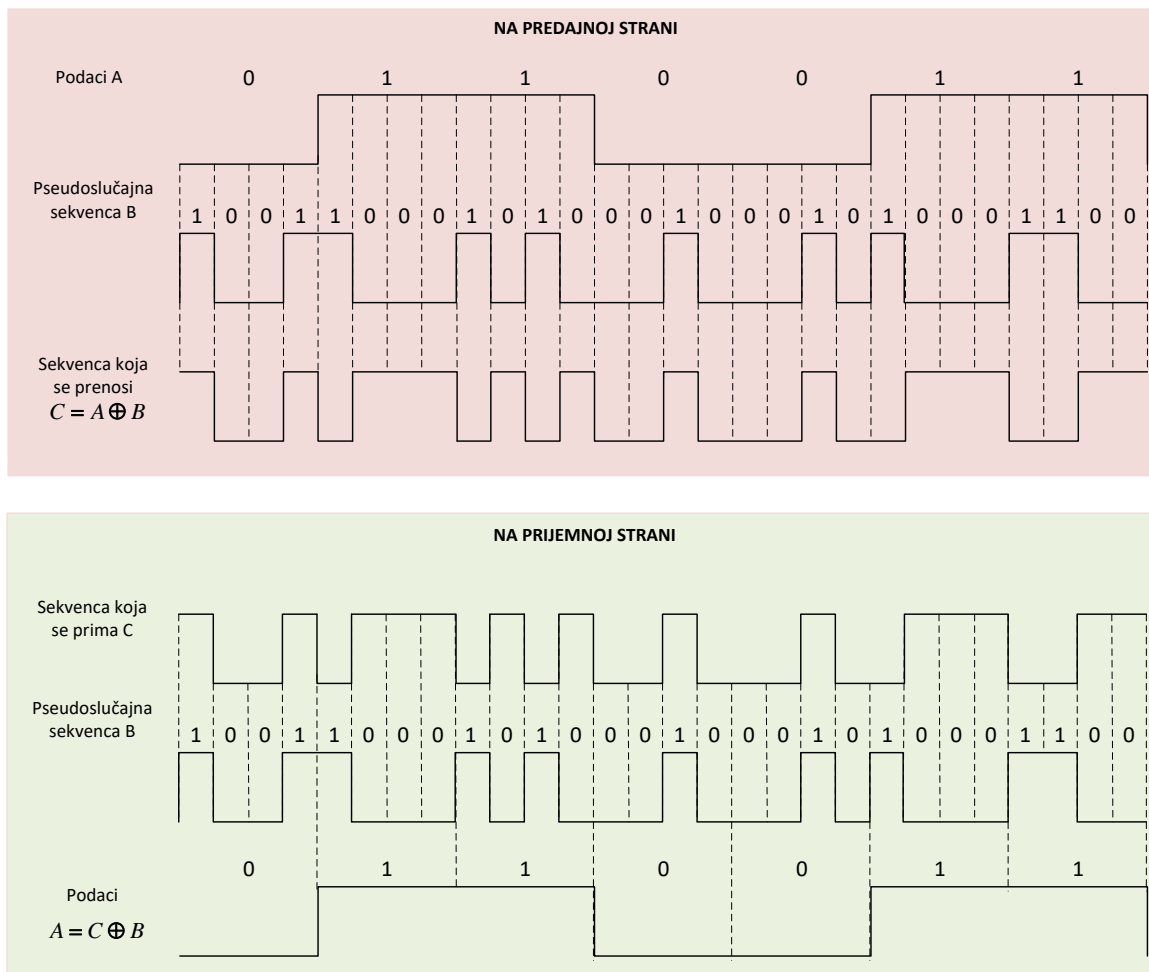 NA PREDAJNOJ STRANI
Podaci A
0 1 1 0 0 1 1
Pseudoslučajna
sekvenca B
1 0 0 1 1 0 0 0 1 0 1 0 0 0 1 0 0 0 1 0 1 0 0 0 1 1 0 0
Sekvenca koja
se prenosi
C = A ⊕ B
NA PRIJEMNOJ STRANI
Sekvenca koja
se prima C
Pseudoslučajna
sekvenca B
1 0 0 1 1 0 0 0 1 0 1 0 0 0 1 0 0 0 1 0 1 0 0 0 1 1 0 0
0 1 1 0 0 1 1
Podaci
A = C ⊕ B